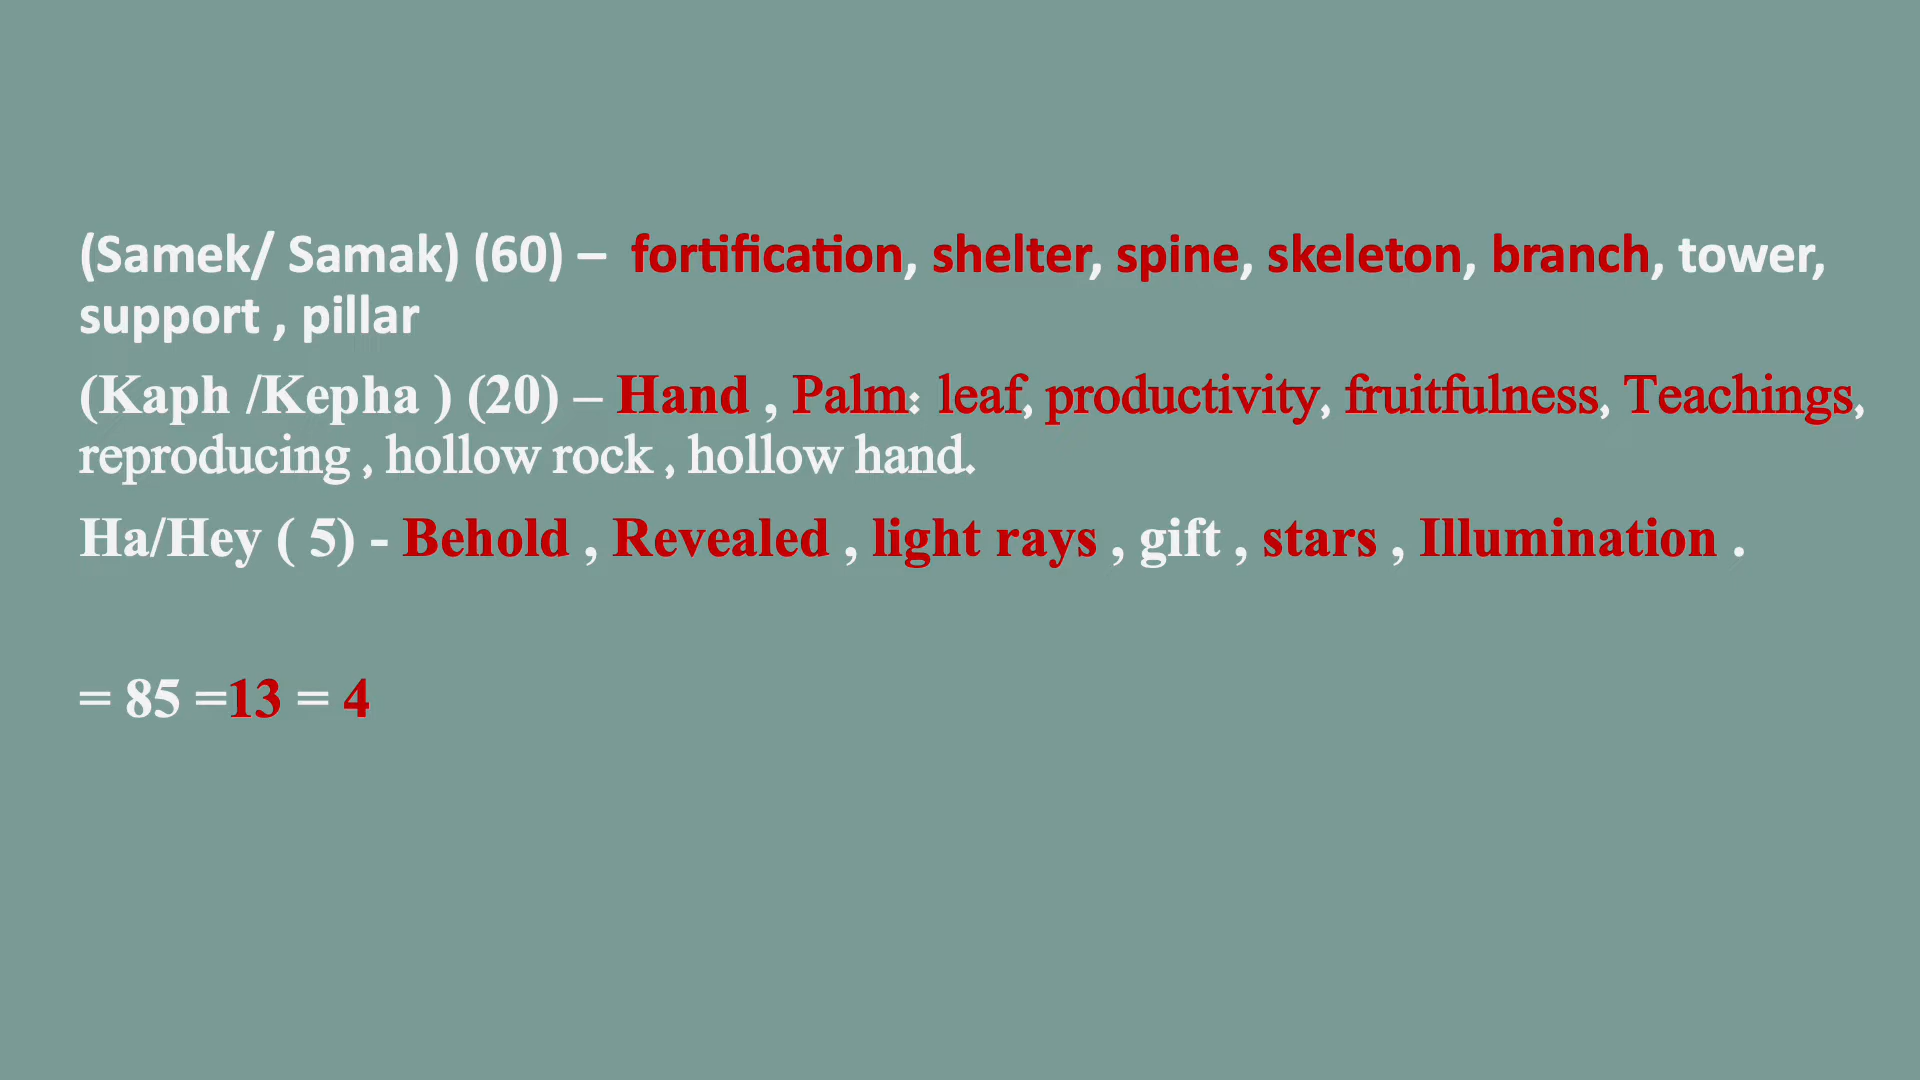 (Samek/ Samak) (60) – fortification, shelter, spine, skeleton, branch, tower,
support , pillar
(Kaph /Kepha ) (20) – Hand , Palm: leaf, productivity, fruitfulness, Teachings,
reproducing , hollow rock , hollow hand.
Ha/Hey ( 5) - Behold , Revealed , light rays , gift , stars , Illumination .
= 85 =13 = 4